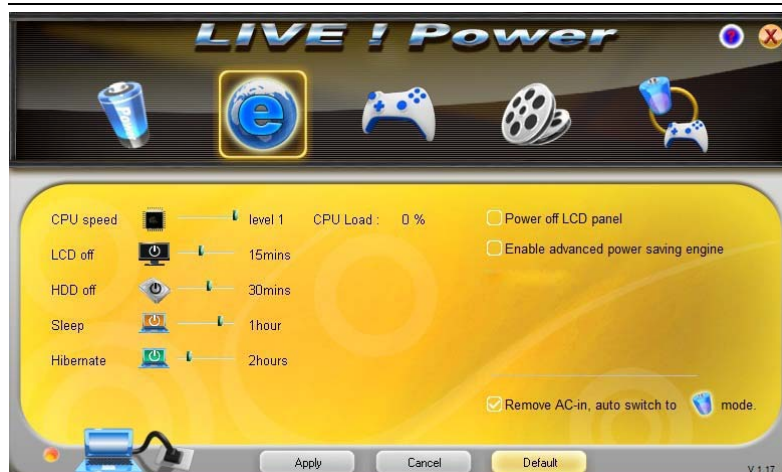 LIVE ! Power
CPU speed level 1 CPU Load : 0 %
LCD off 15mins
HDD off 30mins
Sleep 1hour
Hibernate 2hours
Power off LCD panel
Enable advanced power saving engine
Remove AC-in, auto switch to mode.
Apply Cancel Default
V 1.17